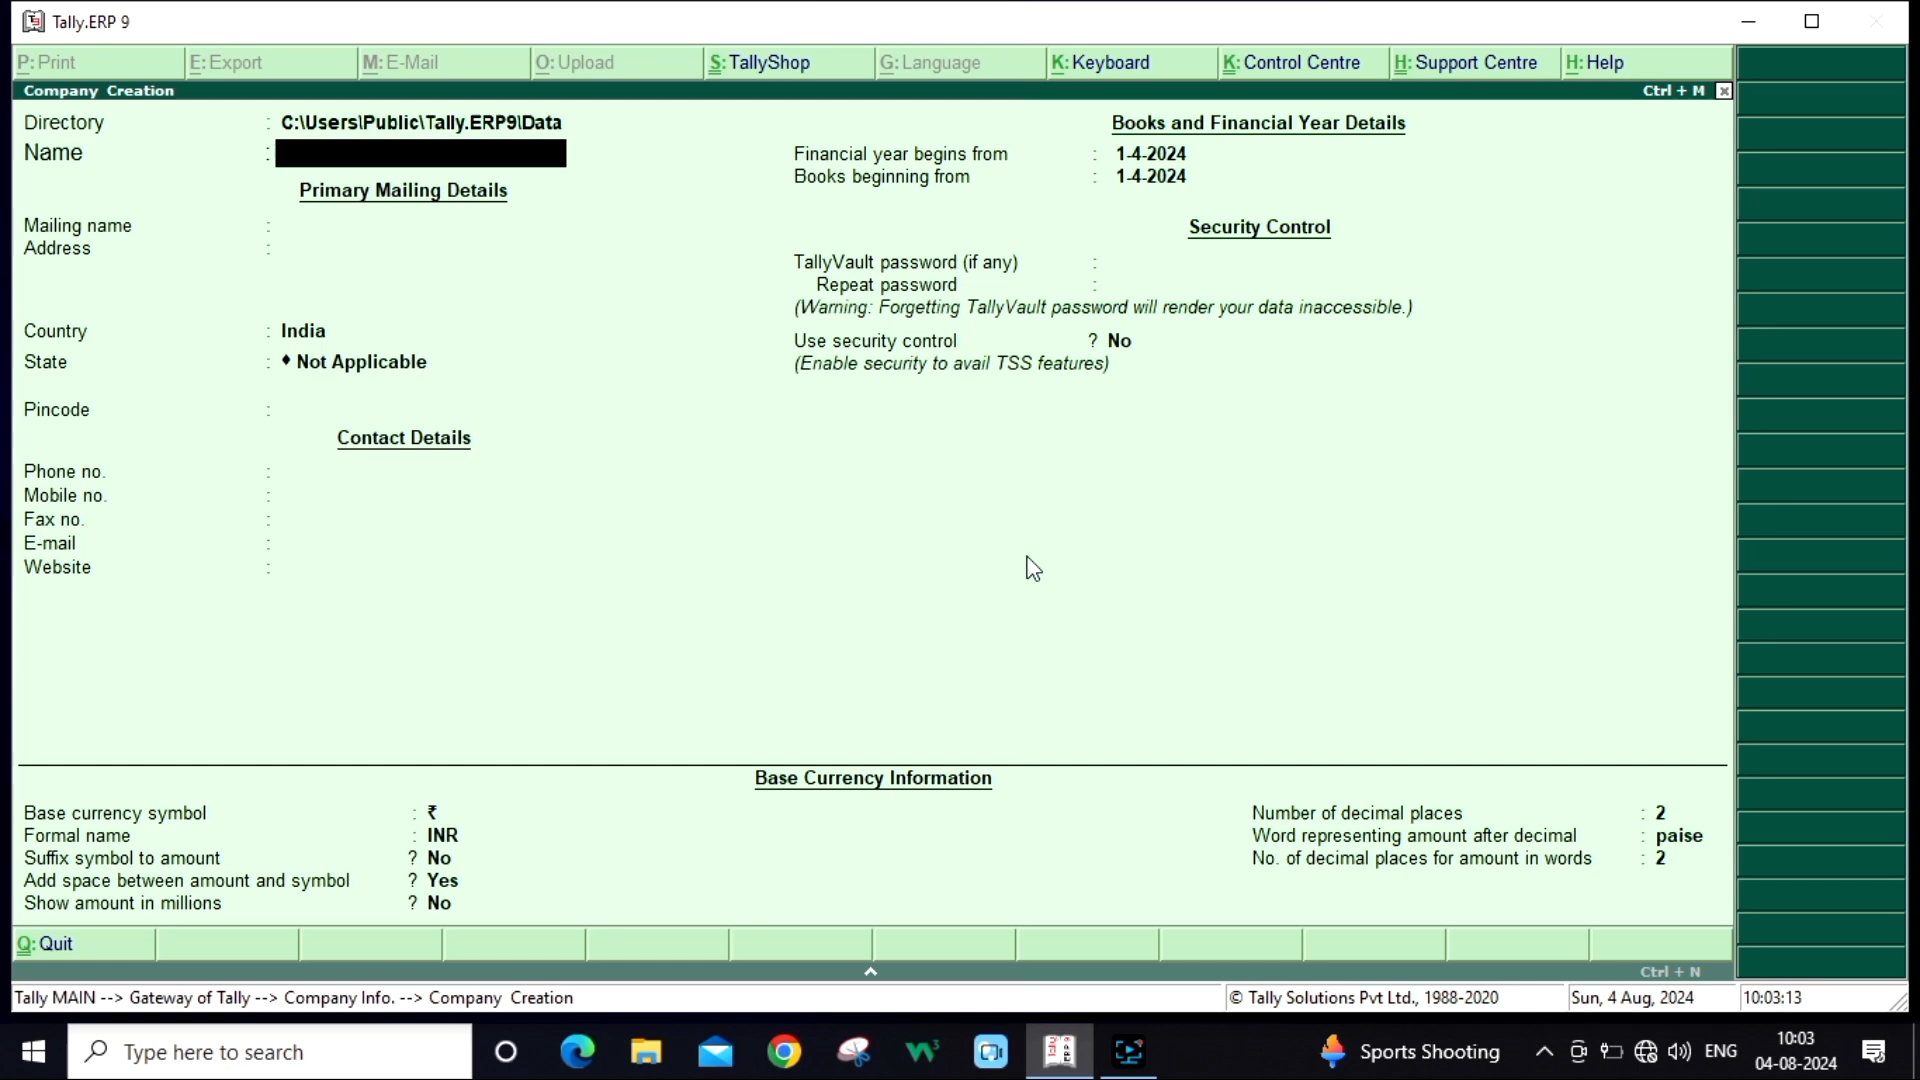 Tally.ERP 9
P: Print E: Export M: E-Mail O: Upload S: TallyShop G: Language K: Keyboard K: Control Centre H: Support Centre H: Help
Company Creation Ctrl + M
Directory : C:\Users\Public\Tally.ERP9\Data
Name :
Primary Mailing Details
Mailing name :
Address :
Country : India
State : ♦ Not Applicable
Pincode :
Contact Details
Phone no. :
Mobile no. :
Fax no. :
E-mail :
Website :
Books and Financial Year Details
Financial year begins from : 1-4-2024
Books beginning from : 1-4-2024
Security Control
TallyVault password (if any) :
Repeat password :
(Warning: Forgetting TallyVault password will render your data inaccessible.)
Use security control ? No
(Enable security to avail TSS features)
Base Currency Information
Base currency symbol : ₹
Formal name : INR
Suffix symbol to amount ? No
Add space between amount and symbol ? Yes
Show amount in millions ? No
Number of decimal places : 2
Word representing amount after decimal : paise
No. of decimal places for amount in words : 2
Q: Quit
Ctrl + N
Tally MAIN --> Gateway of Tally --> Company Info. --> Company Creation
© Tally Solutions Pvt Ltd., 1988-2020 Sun, 4 Aug, 2024 10:03:13
Type here to search
Sports Shooting
ENG
10:03
04-08-2024